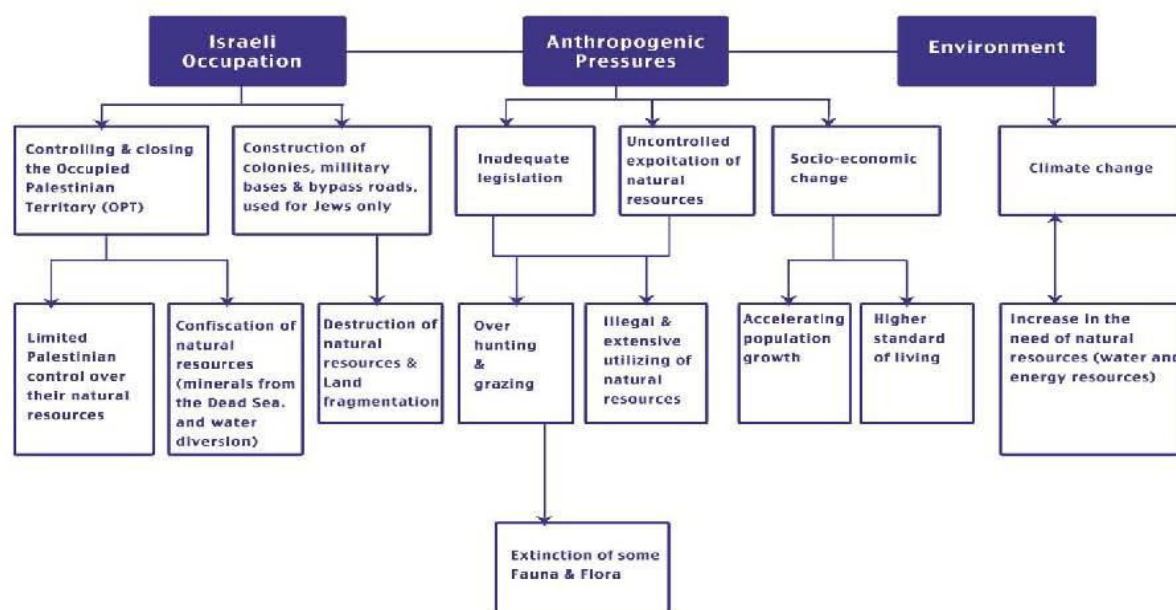 Israeli
Occupation
Anthropogenic
Pressures
Environment
Controlling & closing
the Occupied
Palestinian
Territory (OPT)
Construction of
colonies, millitary
bases & bypass roads,
used for Jews only
Inadequate
legislation
Uncontrolled
expoitation of
natural
resources
Socio-economic
change
Climate change
Limited
Palestinian
control over
their natural
resources
Confiscation of
natural
resources
(minerals from
the Dead Sea.
and water
diversion)
Destruction of
natural
resources &
Land
fragmentation
Over
hunting
&
grazing
Illegal &
extensive
utilizing of
natural
resources
Accelerating
population
growth
Higher
standard
of living
Increase in the
need of natural
resources (water and
energy resources)
Extinction of some
Fauna & Flora